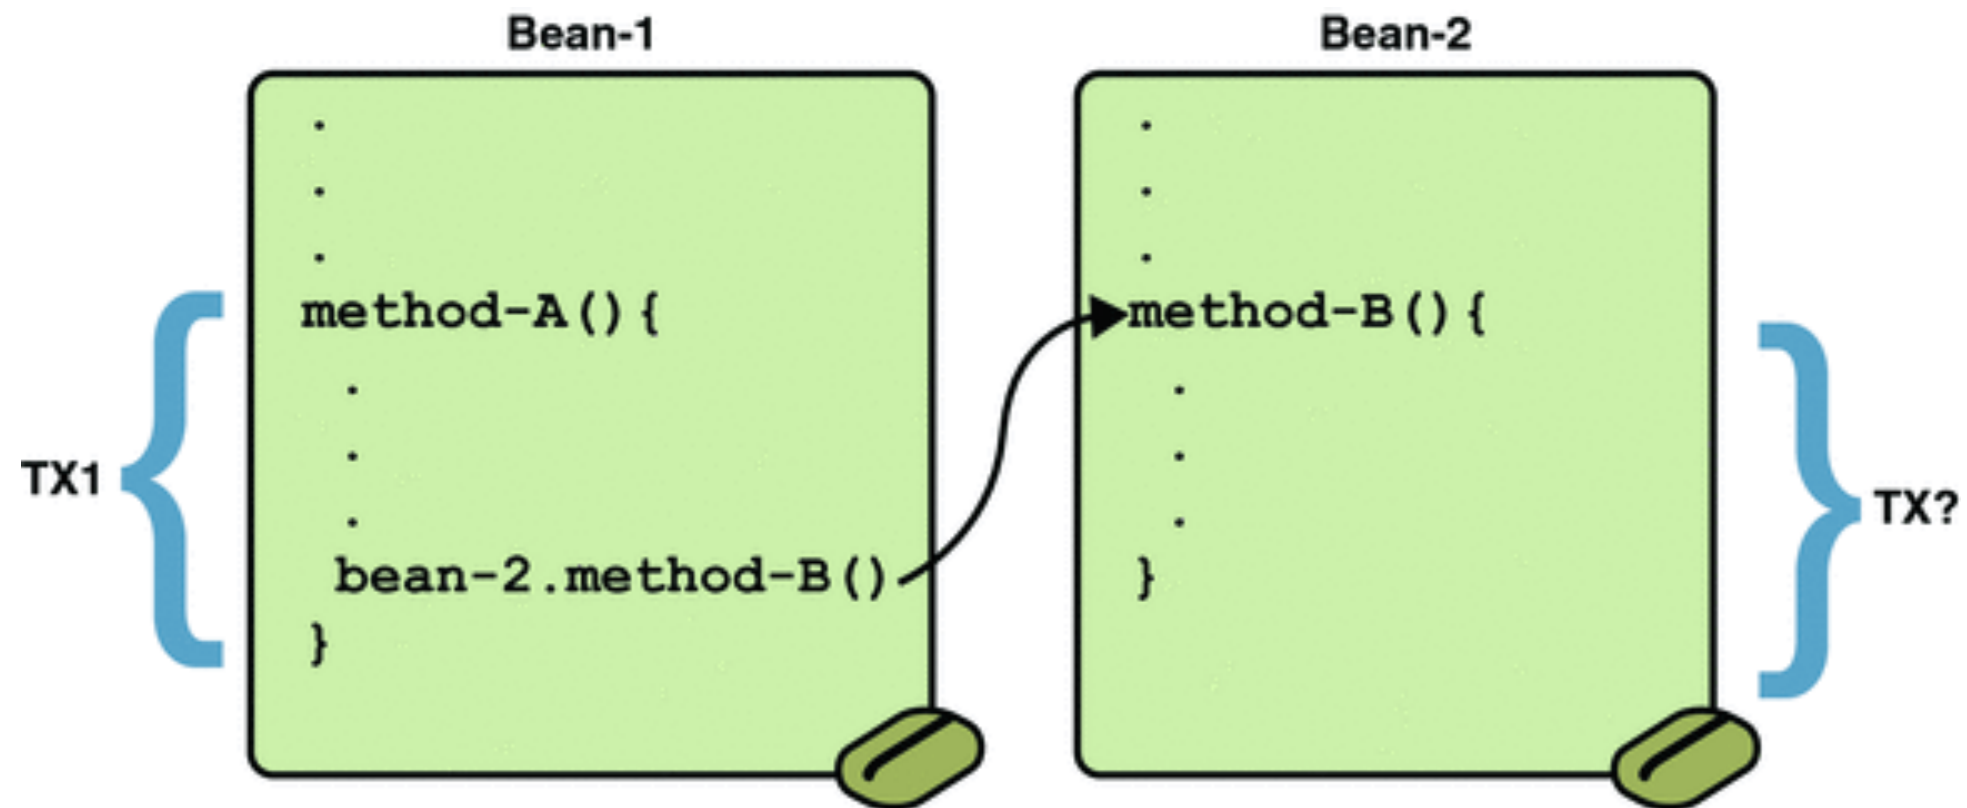 Bean-1
.
.
.
method-A(){
.
.
.
bean-2.method-B()
}
TX1
Bean-2
.
.
.
method-B(){
.
.
.
}
TX?